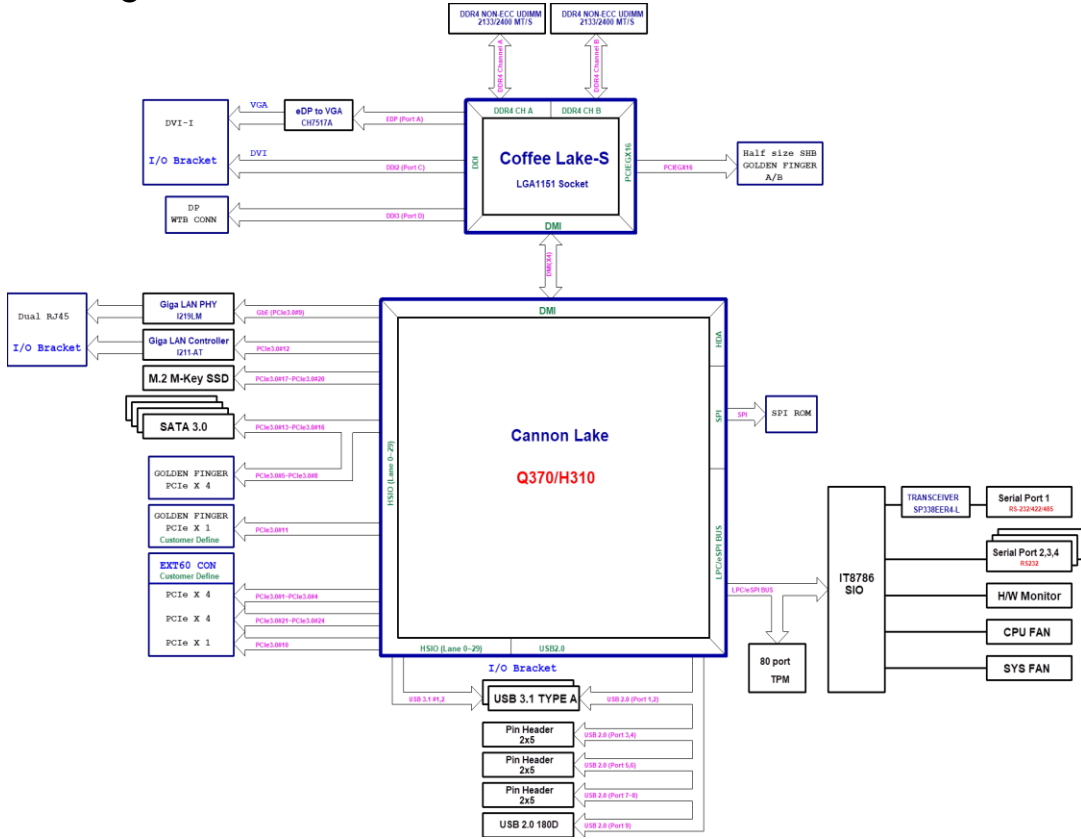 DDR4 NON-ECC UDIMM
2133/2400 MT/S
DDR4 NON-ECC UDIMM
2133/2400 MT/S
DDR4 Channel A
DDR4 Channel B
DDR4 CH A
DDR4 CH B
DVI-I
I/O Bracket
VGA
eDP to VGA
CH7517A
EDP (Port A)
DVI
DDI2 (Port C)
DP
WTB CONN
DDI3 (Port D)
DDI
Coffee Lake-S
LGA1151 Socket
PCIEGX16
PCIEGX16
Half size SHB
GOLDEN FINGER
A/B
DMI
DMI(X4)
DMI
Dual RJ45
I/O Bracket
Giga LAN PHY
I219LM
GbE (PCIe3.0#9)
Giga LAN Controller
I211-AT
PCIe3.0#12
M.2 M-Key SSD
PCIe3.0#17~PCIe3.0#20
SATA 3.0
PCIe3.0#13~PCIe3.0#16
GOLDEN FINGER
PCIe X 4
PCIe3.0#5~PCIe3.0#8
GOLDEN FINGER
PCIe X 1
Customer Define
PCIe3.0#11
EXT60 CON
Customer Define
PCIe X 4
PCIe3.0#1~PCIe3.0#4
PCIe X 4
PCIe3.0#21~PCIe3.0#24
PCIe X 1
PCIe3.0#10
HSIO (Lane 0~29)
Cannon Lake
Q370/H310
HDA
SPI
SPI
SPI ROM
LPC/eSPI BUS
LPC/eSPI BUS
80 port
TPM
IT8786
SIO
TRANSCEIVER
SP338EER4-L
Serial Port 1
RS-232/422/485
Serial Port 2,3,4
RS232
H/W Monitor
CPU FAN
SYS FAN
HSIO (Lane 0~29)
USB2.0
I/O Bracket
USB 3.1 #1,2
USB 3.1 TYPE A
USB 2.0 (Port 1,2)
Pin Header
2x5
USB 2.0 (Port 3,4)
Pin Header
2x5
USB 2.0 (Port 5,6)
Pin Header
2x5
USB 2.0 (Port 7~8)
USB 2.0 180D
USB 2.0 (Port 9)